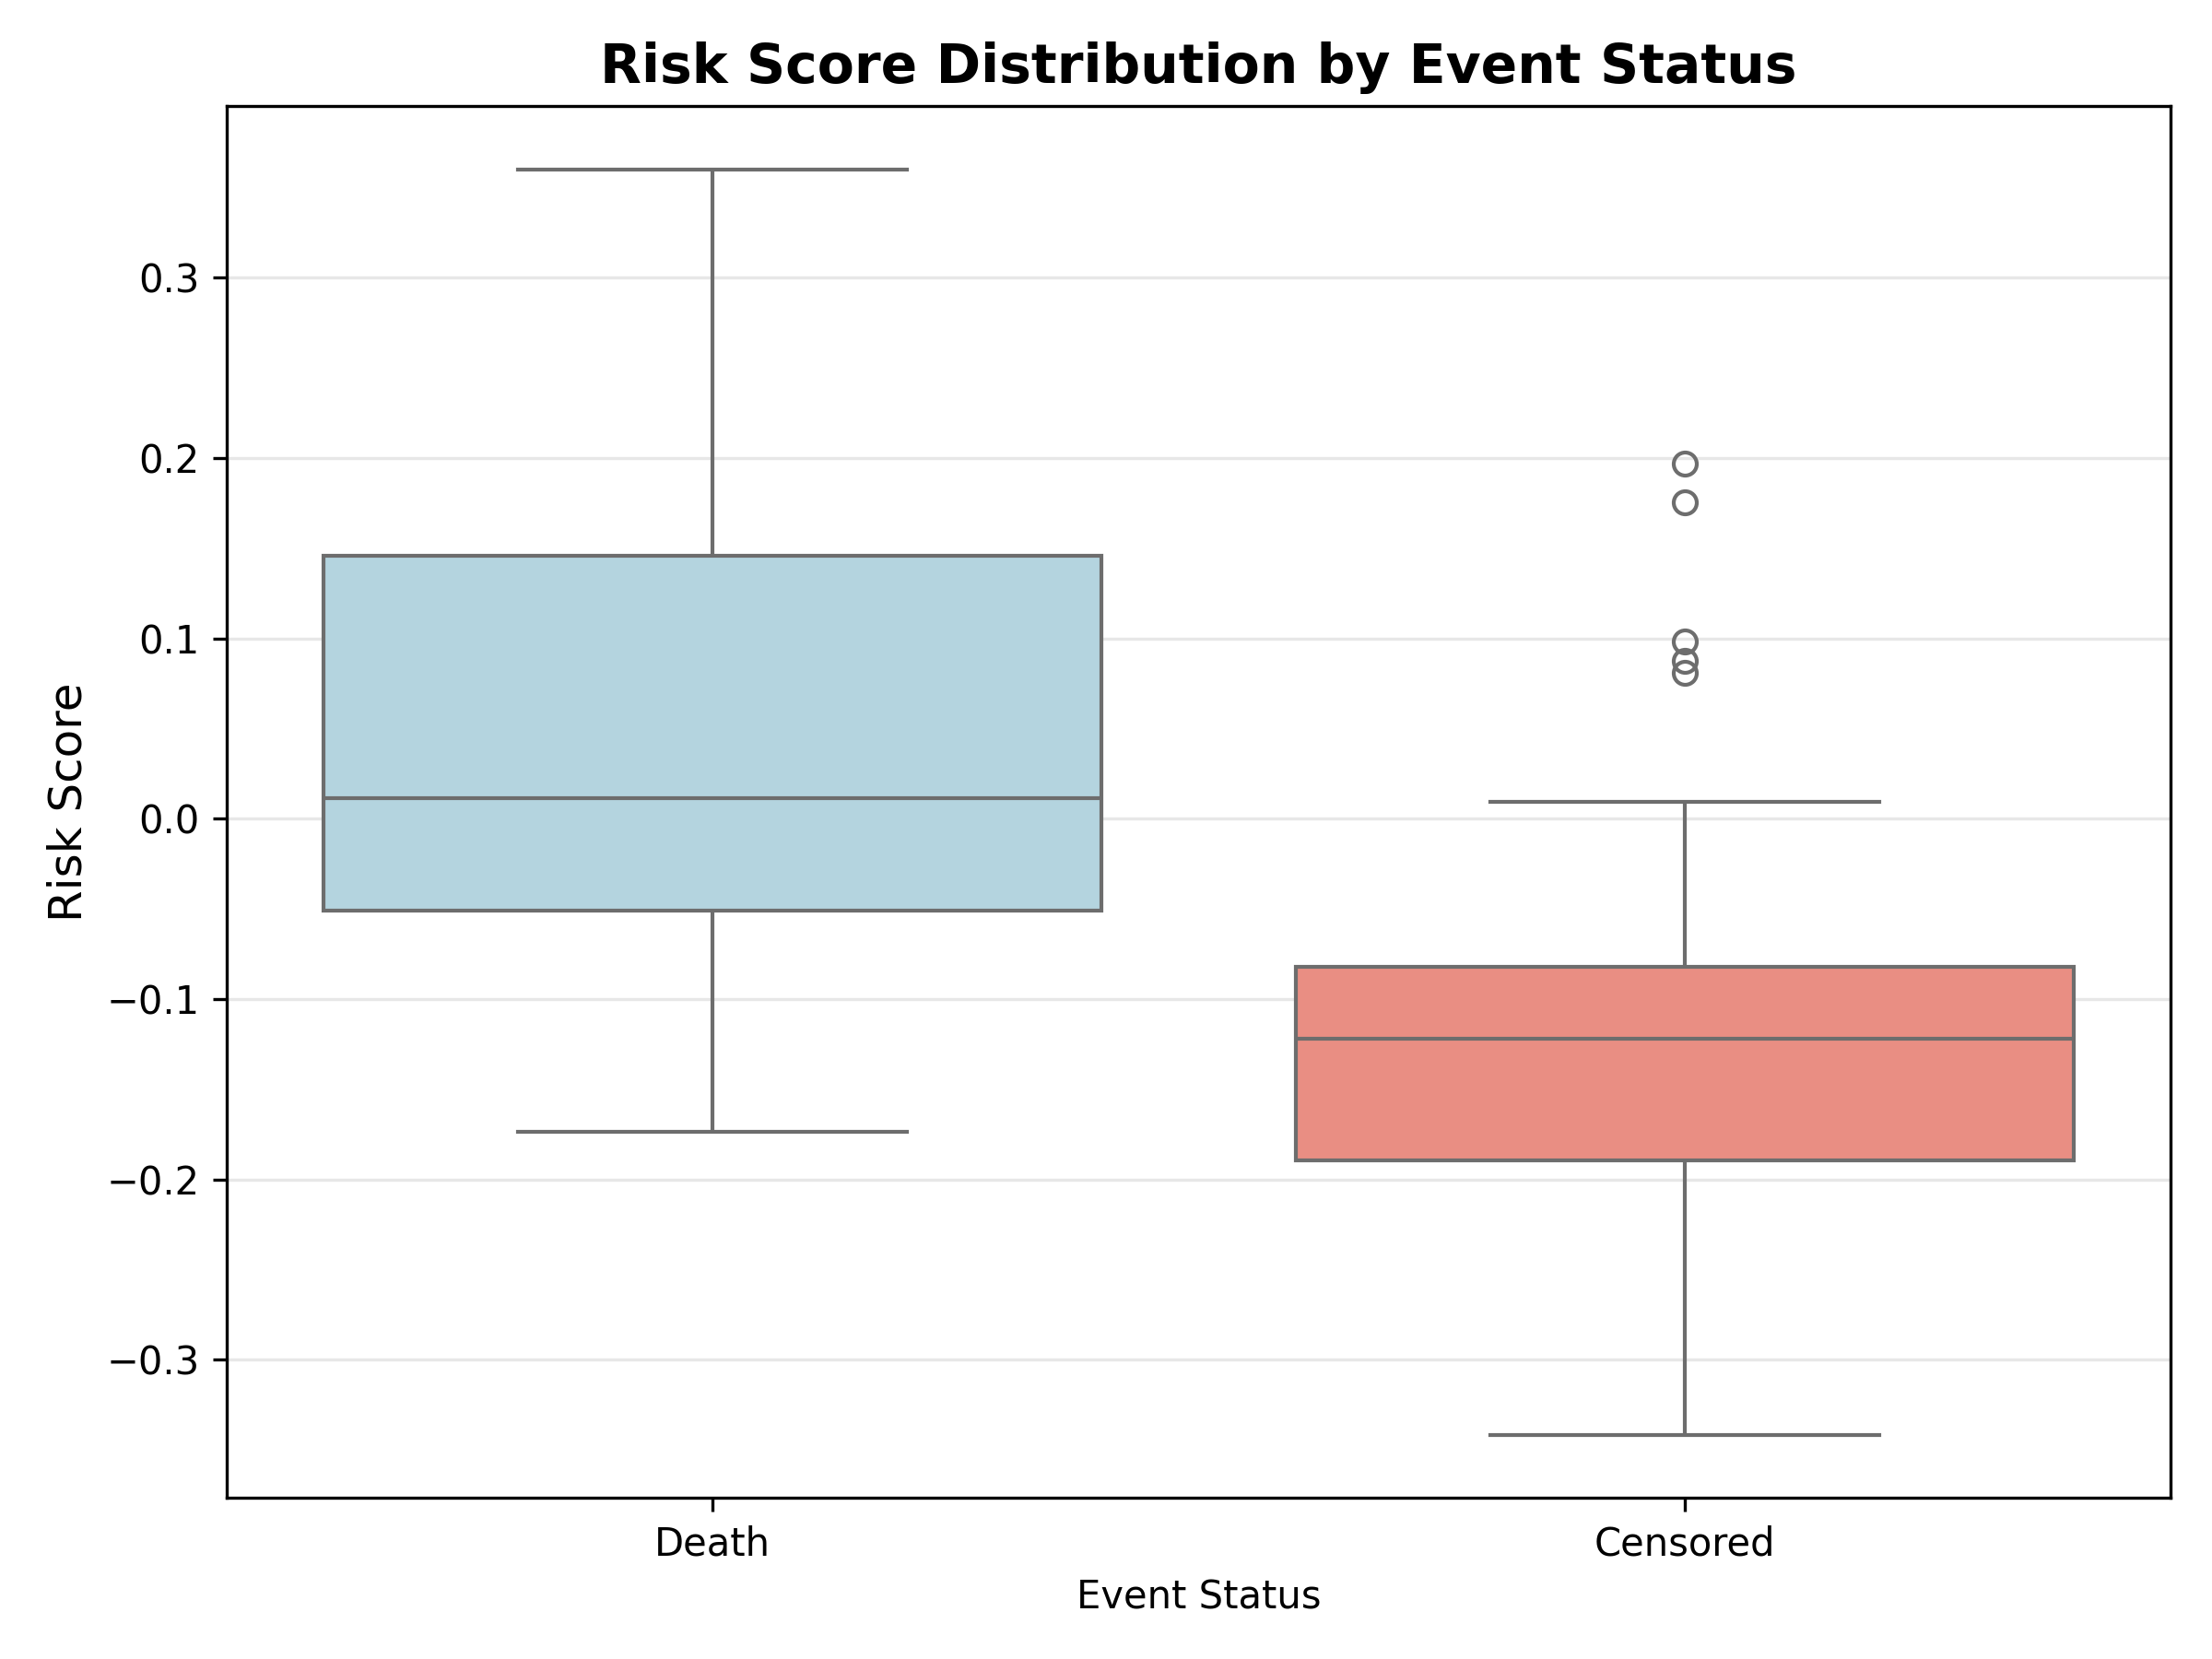 Risk Score Distribution by Event Status
Risk Score
0.3
0.2
0.1
0.0
−0.1
−0.2
−0.3
Death
Censored
Event Status